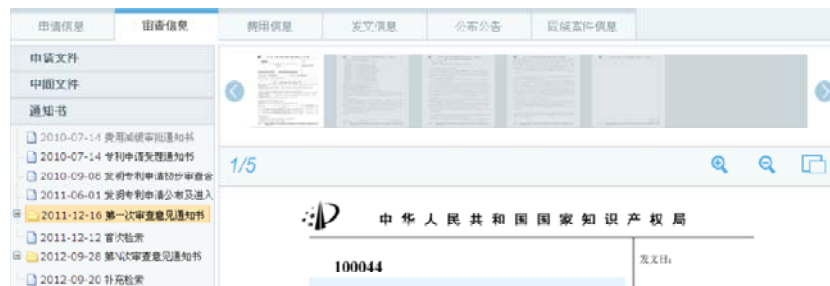 申请信息 审查信息 费用信息 发文信息 公布公告 同族案件信息
申请文件
中间文件
通知书
2010-07-14 费用减缓审批通知书
2010-07-14 专利申请受理通知书
2010-09-08 发明专利申请初步审查合
2011-06-01 发明专利申请公布及进入
2011-12-16 第一次审查意见通知书
2011-12-12 首次检索
2012-09-28 第N次审查意见通知书
2012-09-20 补充检索
1/5
中华人民共和国国家知识产权局
100044
发文日: